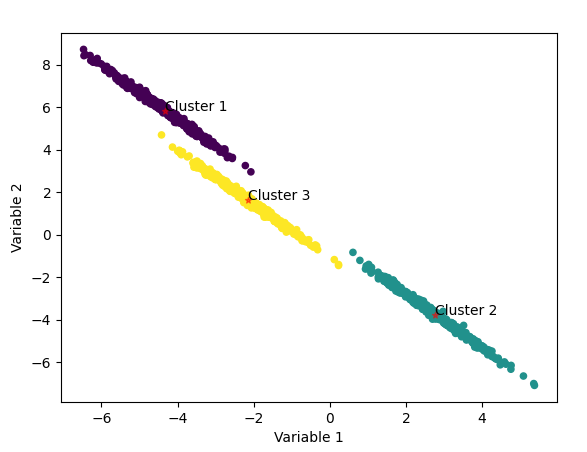 8
6
4
2
0
−2
−4
−6
Variable 2
Cluster 1
Cluster 3
Cluster 2
−6 −4 −2 0 2 4
Variable 1